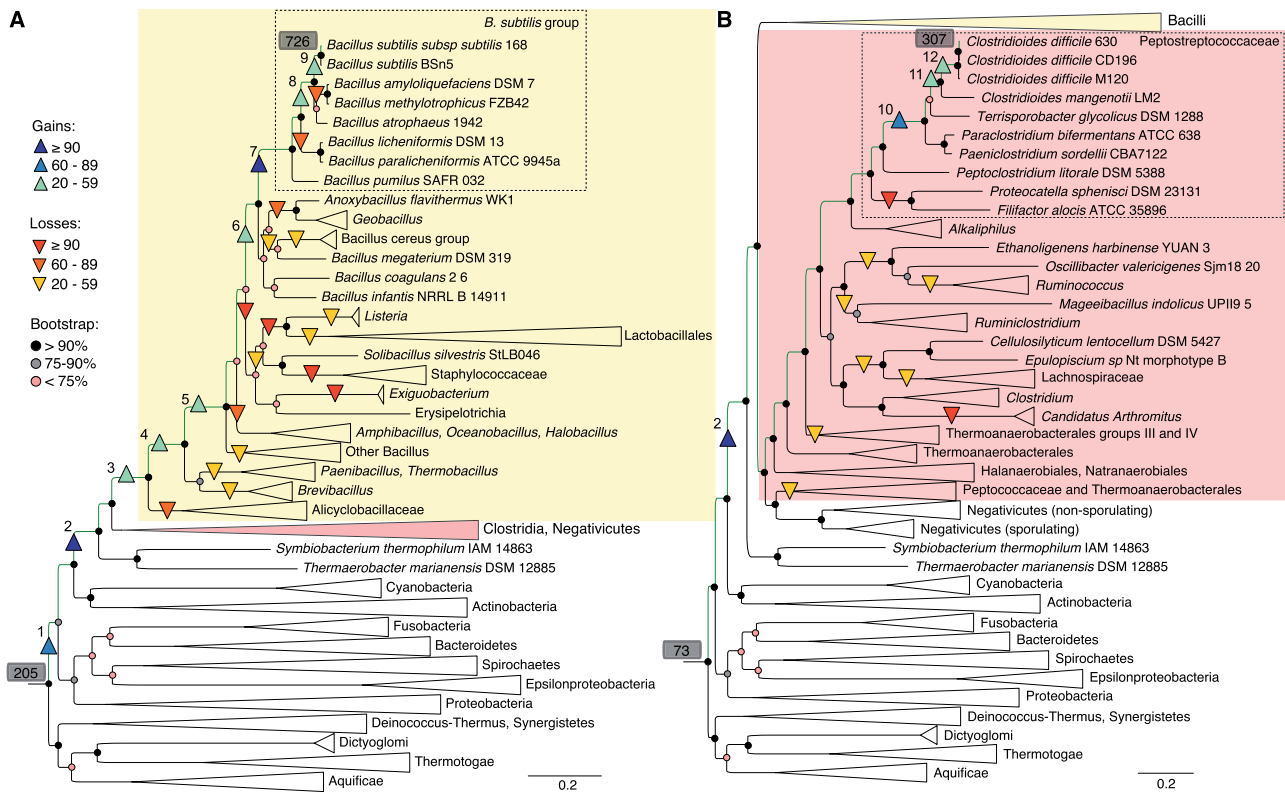 A
B. subtilis group
726
Bacillus subtilis subsp subtilis 168
9
Bacillus subtilis BSn5
8
Bacillus amyloliquefaciens DSM 7
Bacillus methylotrophicus FZB42
Bacillus atrophaeus 1942
Bacillus licheniformis DSM 13
7
Bacillus paralicheniformis ATCC 9945a
Bacillus pumilus SAFR 032
Gains:
≥ 90
60 - 89
20 - 59
Losses:
≥ 90
60 - 89
20 - 59
Bootstrap:
> 90%
75-90%
< 75%
Anoxybacillus flavithermus WK1
Geobacillus
6
Bacillus cereus group
Bacillus megaterium DSM 319
Bacillus coagulans 2 6
Bacillus infantis NRRL B 14911
Listeria
Lactobacillales
Solibacillus silvestris StLB046
Staphylococcaceae
Exiguobacterium
5
Erysipelotrichia
Amphibacillus, Oceanobacillus, Halobacillus
4
Other Bacillus
3
Paenibacillus, Thermobacillus
Brevibacillus
Alicyclobacillaceae
2
Clostridia, Negativicutes
Symbiobacterium thermophilum IAM 14863
Thermaerobacter marianensis DSM 12885
Cyanobacteria
Actinobacteria
1
Fusobacteria
Bacteroidetes
205
Spirochaetes
Epsilonproteobacteria
Proteobacteria
Deinococcus-Thermus, Synergistetes
Dictyoglomi
Thermotogae
Aquificae
0.2
B
Bacilli
307
Peptostreptococcaceae
Clostridioides difficile 630
12
Clostridioides difficile CD196
11
Clostridioides difficile M120
Clostridioides mangenotii LM2
10
Terrisporobacter glycolicus DSM 1288
Paraclostridium bifermentans ATCC 638
Paeniclostridium sordellii CBA7122
Peptoclostridium litorale DSM 5388
Proteocatella sphenisci DSM 23131
Filifactor alocis ATCC 35896
Alkaliphilus
Ethanoligenens harbinense YUAN 3
Oscillibacter valericigenes Sjm18 20
Ruminococcus
Mageeibacillus indolicus UPII9 5
Ruminiclostridium
Cellulosilyticum lentocellum DSM 5427
Epulopiscium sp Nt morphotype B
Lachnospiraceae
Clostridium
Candidatus Arthromitus
2
Thermoanaerobacterales groups III and IV
Thermoanaerobacterales
Halanaerobiales, Natranaerobiales
Peptococcaceae and Thermoanaerobacterales
Negativicutes (non-sporulating)
Negativicutes (sporulating)
Symbiobacterium thermophilum IAM 14863
Thermaerobacter marianensis DSM 12885
Cyanobacteria
Actinobacteria
Fusobacteria
Bacteroidetes
73
Spirochaetes
Epsilonproteobacteria
Proteobacteria
Deinococcus-Thermus, Synergistetes
Dictyoglomi
Thermotogae
Aquificae
0.2